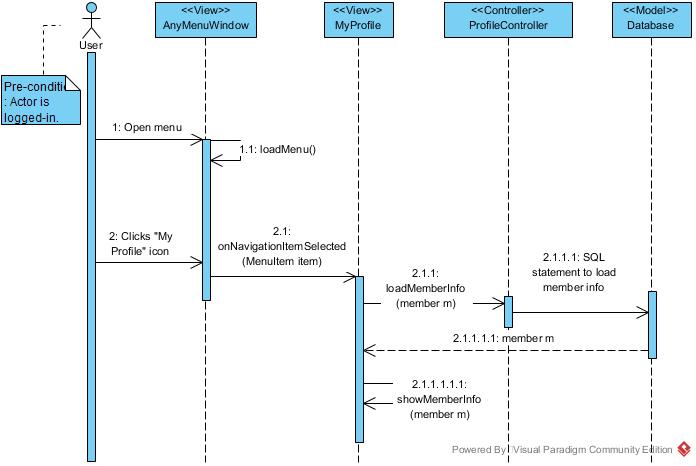 <<View>>
AnyMenuWindow
<<View>>
MyProfile
<<Controller>>
ProfileController
<<Model>>
Database
User
Pre-conditi
: Actor is
logged-in.
1: Open menu
1.1: loadMenu()
2: Clicks "My
Profile" icon
2.1:
onNavigationItemSelected
(MenuItem item)
2.1.1:
loadMemberInfo
(member m)
2.1.1.1: SQL
statement to load
member info
2.1.1.1.1: member m
2.1.1.1.1.1:
showMemberInfo
(member m)
Powered By Visual Paradigm Community Edition